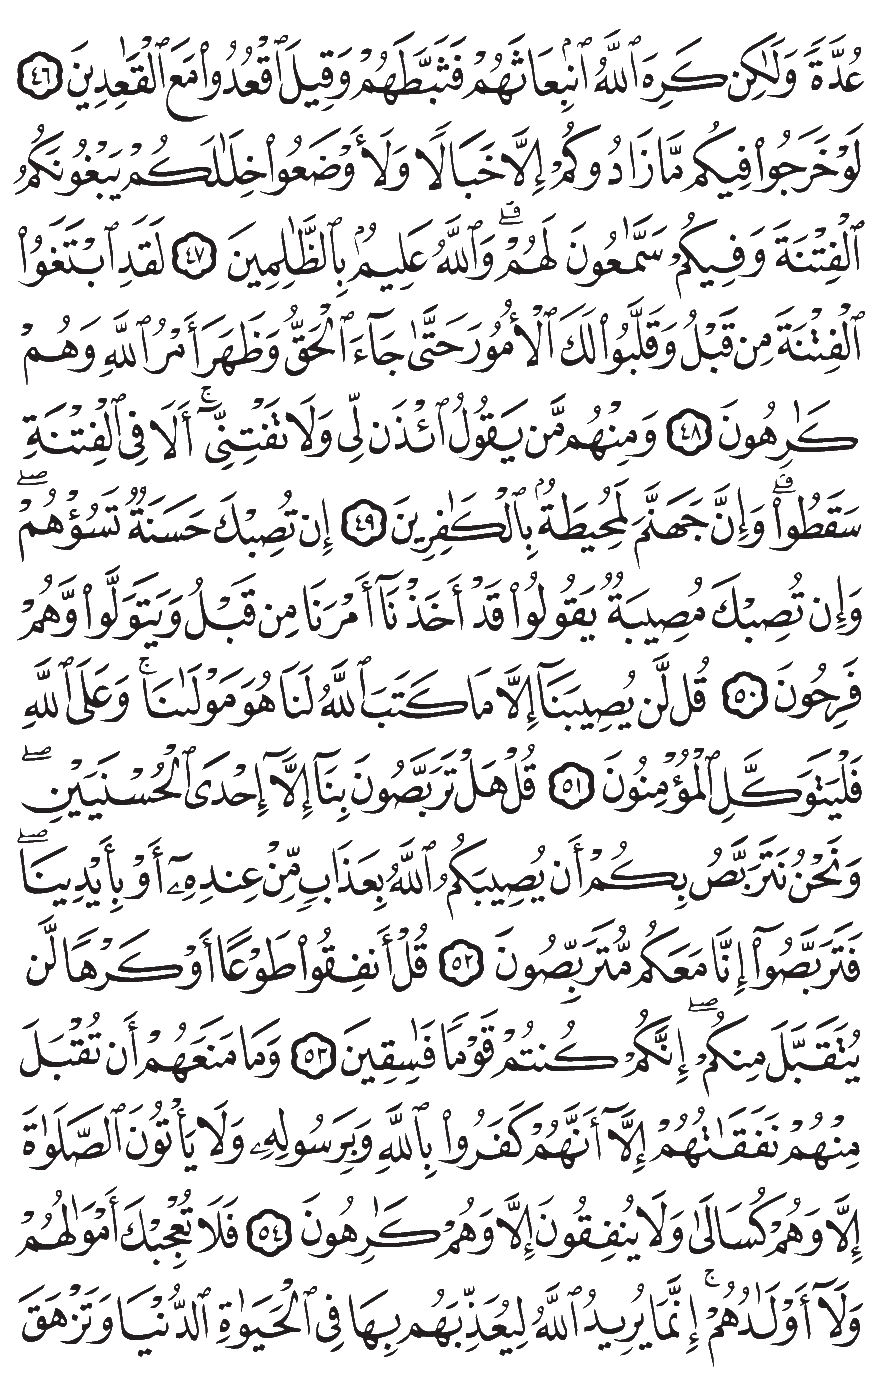 عُدَّةً وَلَٰكِن كَرِهَ ٱللَّهُ ٱنۢبِعَاثَهُمْ فَثَبَّطَهُمْ وَقِيلَ ٱقْعُدُوا۟ مَعَ ٱلْقَٰعِدِينَ ٤٦
لَوْ خَرَجُوا۟ فِيكُم مَّا زَادُوكُمْ إِلَّا خَبَالًا وَلَأَوْضَعُوا۟ خِلَٰلَكُمْ يَبْغُونَكُمُ
ٱلْفِتْنَةَ وَفِيكُمْ سَمَّٰعُونَ لَهُمْ ۗ وَٱللَّهُ عَلِيمٌۢ بِٱلظَّٰلِمِينَ ٤٧ لَقَدِ ٱبْتَغَوُا۟
ٱلْفِتْنَةَ مِن قَبْلُ وَقَلَّبُوا۟ لَكَ ٱلْأُمُورَ حَتَّىٰ جَآءَ ٱلْحَقُّ وَظَهَرَ أَمْرُ ٱللَّهِ وَهُمْ
كَٰرِهُونَ ٤٨ وَمِنْهُم مَّن يَقُولُ ٱئْذَن لِّى وَلَا تَفْتِنِّىٓ ۚ أَلَا فِى ٱلْفِتْنَةِ
سَقَطُوا۟ ۗ وَإِنَّ جَهَنَّمَ لَمُحِيطَةٌۢ بِٱلْكَٰفِرِينَ ٤٩ إِن تُصِبْكَ حَسَنَةٌ تَسُؤْهُمْ ۖ
وَإِن تُصِبْكَ مُصِيبَةٌ يَقُولُوا۟ قَدْ أَخَذْنَآ أَمْرَنَا مِن قَبْلُ وَيَتَوَلَّوا۟ وَّهُمْ
فَرِحُونَ ٥٠ قُل لَّن يُصِيبَنَآ إِلَّا مَا كَتَبَ ٱللَّهُ لَنَا هُوَ مَوْلَىٰنَا ۚ وَعَلَى ٱللَّهِ
فَلْيَتَوَكَّلِ ٱلْمُؤْمِنُونَ ٥١ قُلْ هَلْ تَرَبَّصُونَ بِنَآ إِلَّآ إِحْدَى ٱلْحُسْنَيَيْنِ ۖ
وَنَحْنُ نَتَرَبَّصُ بِكُمْ أَن يُصِيبَكُمُ ٱللَّهُ بِعَذَابٍ مِّنْ عِندِهِۦٓ أَوْ بِأَيْدِينَا ۖ
فَتَرَبَّصُوٓا۟ إِنَّا مَعَكُم مُّتَرَبِّصُونَ ٥٢ قُلْ أَنفِقُوا۟ طَوْعًا أَوْ كَرْهًا لَّن
يُتَقَبَّلَ مِنكُمْ ۖ إِنَّكُمْ كُنتُمْ قَوْمًا فَٰسِقِينَ ٥٣ وَمَا مَنَعَهُمْ أَن تُقْبَلَ
مِنْهُمْ نَفَقَٰتُهُمْ إِلَّآ أَنَّهُمْ كَفَرُوا۟ بِٱللَّهِ وَبِرَسُولِهِۦ وَلَا يَأْتُونَ ٱلصَّلَوٰةَ
إِلَّا وَهُمْ كُسَالَىٰ وَلَا يُنفِقُونَ إِلَّا وَهُمْ كَٰرِهُونَ ٥٤ فَلَا تُعْجِبْكَ أَمْوَٰلُهُمْ
وَلَآ أَوْلَٰدُهُمْ ۚ إِنَّمَا يُرِيدُ ٱللَّهُ لِيُعَذِّبَهُم بِهَا فِى ٱلْحَيَوٰةِ ٱلدُّنْيَا وَتَزْهَقَ